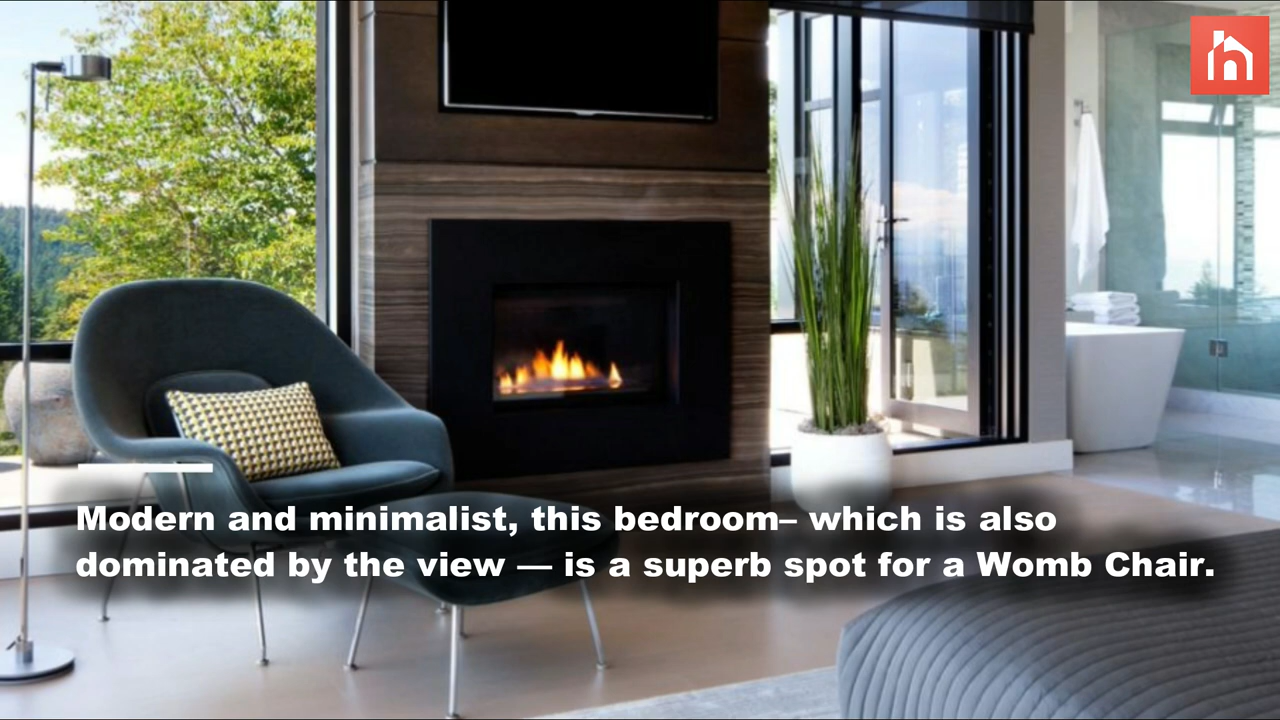 Modern and minimalist, this bedroom– which is also
dominated by the view — is a superb spot for a Womb Chair.